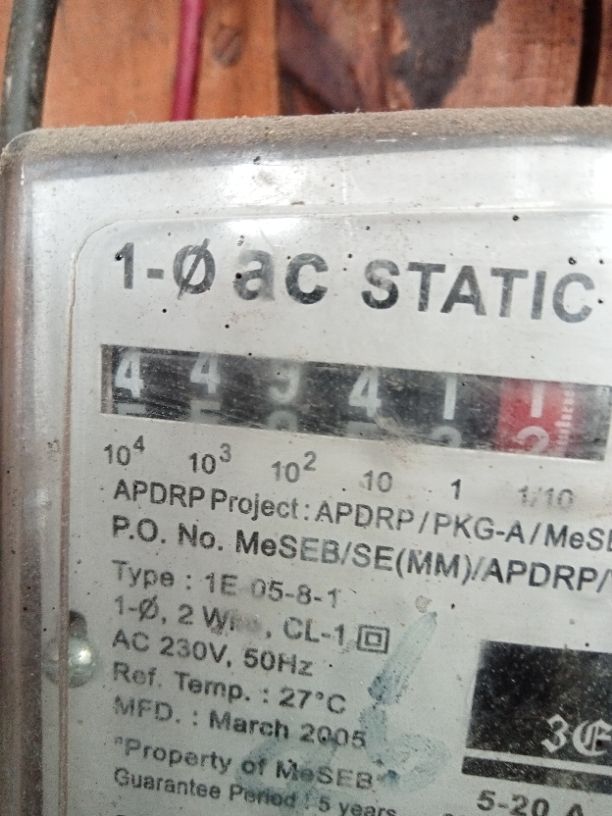 1-Ø ac STATIC
4 4 9 4 1 1
10⁴ 10³ 10² 10 1 1/10
APDRP Project : APDRP / PKG-A / MeSE
P.O. No. MeSEB/SE(MM)/APDRP/
Type : 1E 05-8-1
1-Ø, 2 , CL-1
AC 230V, 50Hz
Ref. Temp. : 27°C
MFD. : March 2005
"Property of MeSEB"
Guarantee Period : 5 years
5-20 A